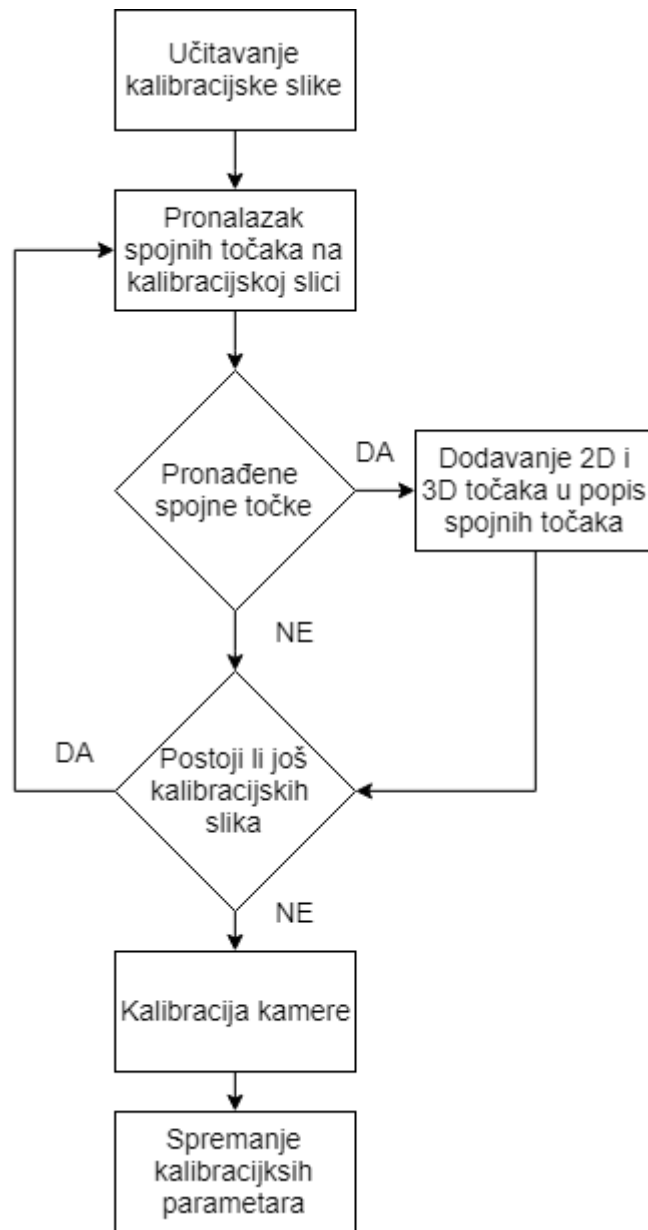 Učitavanje
kalibracijske slike
Pronalazak
spojnih točaka na
kalibracijskoj slici
Pronađene
spojne točke
DA
Dodavanje 2D i
3D točaka u popis
spojnih točaka
NE
DA
Postoji li još
kalibracijskih
slika
NE
Kalibracija kamere
Spremanje
kalibracijksih
parametara